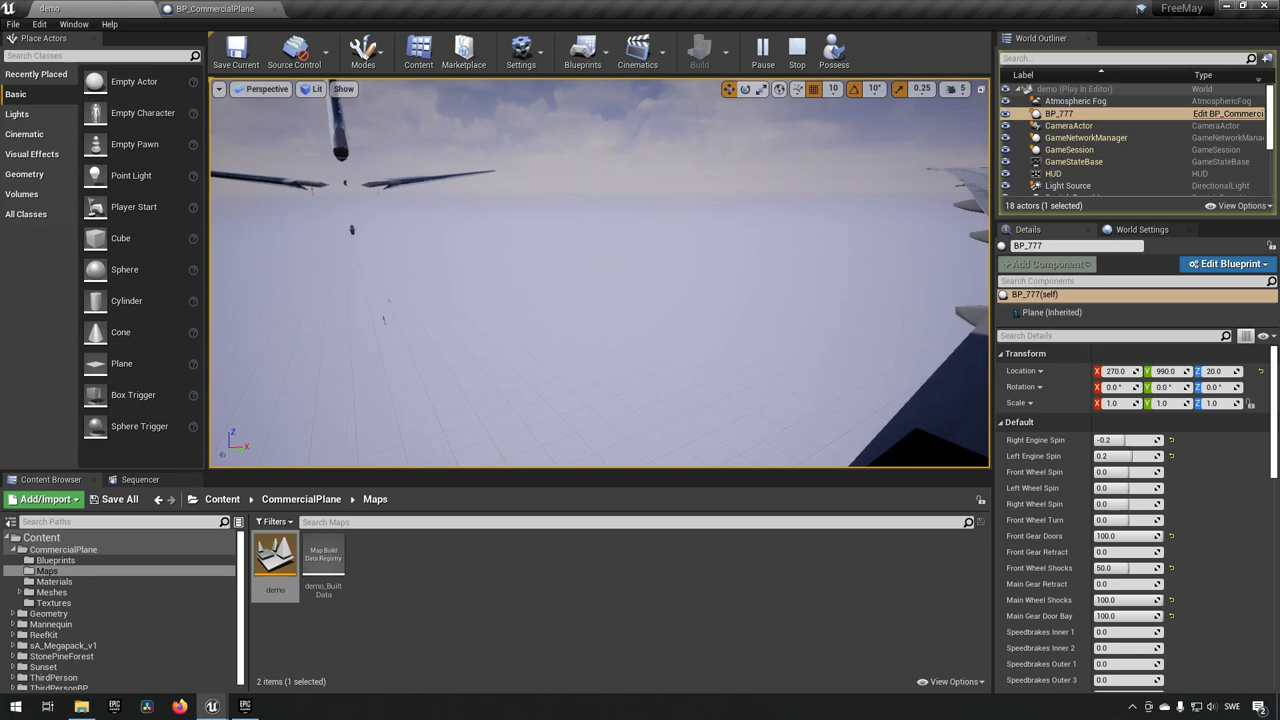 demo
BP_CommercialPlane
FreeMay
File
Edit
Window
Help
Place Actors
Search Classes
Recently Placed
Basic
Lights
Cinematic
Visual Effects
Geometry
Volumes
All Classes
Empty Actor
Empty Character
Empty Pawn
Point Light
Player Start
Cube
Sphere
Cylinder
Cone
Plane
Box Trigger
Sphere Trigger
Save Current
Source Control
Modes
Content
Marketplace
Settings
Blueprints
Cinematics
Build
Pause
Stop
Possess
Perspective
Lit
Show
10
10°
0.25
5
Z
X
World Outliner
Search...
Label
Type
demo (Play In Editor)
World
Atmospheric Fog
AtmosphericFog
BP_777
Edit BP_Commerci
CameraActor
CameraActor
GameNetworkManager
GameNetworkMana
GameSession
GameSession
GameStateBase
GameStateBase
HUD
HUD
Light Source
DirectionalLight
18 actors (1 selected)
View Options
Details
World Settings
BP_777
+Add Component
Edit Blueprint
Search Components
BP_777(self)
Plane (Inherited)
Search Details
Transform
Location
X 270.0
Y 990.0
Z 20.0
Rotation
X 0.0 °
Y 0.0 °
Z 0.0 °
Scale
X 1.0
Y 1.0
Z 1.0
Default
Right Engine Spin
-0.2
Left Engine Spin
0.2
Front Wheel Spin
0.0
Left Wheel Spin
0.0
Right Wheel Spin
0.0
Front Wheel Turn
0.0
Front Gear Doors
100.0
Front Gear Retract
0.0
Front Wheel Shocks
50.0
Main Gear Retract
0.0
Main Wheel Shocks
100.0
Main Gear Door Bay
100.0
Speedbrakes Inner 1
0.0
Speedbrakes Inner 2
0.0
Speedbrakes Outer 1
0.0
Speedbrakes Outer 3
0.0
Content Browser
Sequencer
Add/Import
Save All
Content
CommercialPlane
Maps
Search Paths
Filters
Search Maps
Content
CommercialPlane
Blueprints
Maps
Materials
Meshes
Textures
Geometry
Mannequin
ReefKit
sA_Megapack_v1
StonePineForest
Sunset
ThirdPerson
ThirdPersonBP
demo
Map Build
Data Registry
demo_Built
Data
2 items (1 selected)
View Options
SWE
2